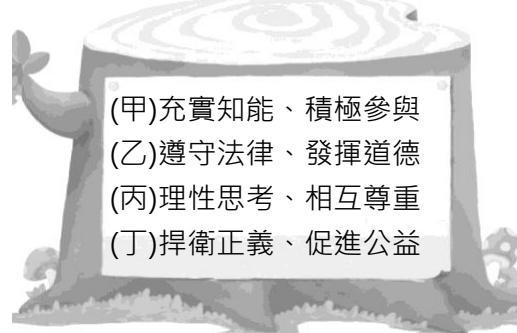 (甲)充實知能、積極參與
(乙)遵守法律、發揮道德
(丙)理性思考、相互尊重
(丁)捍衛正義、促進公益